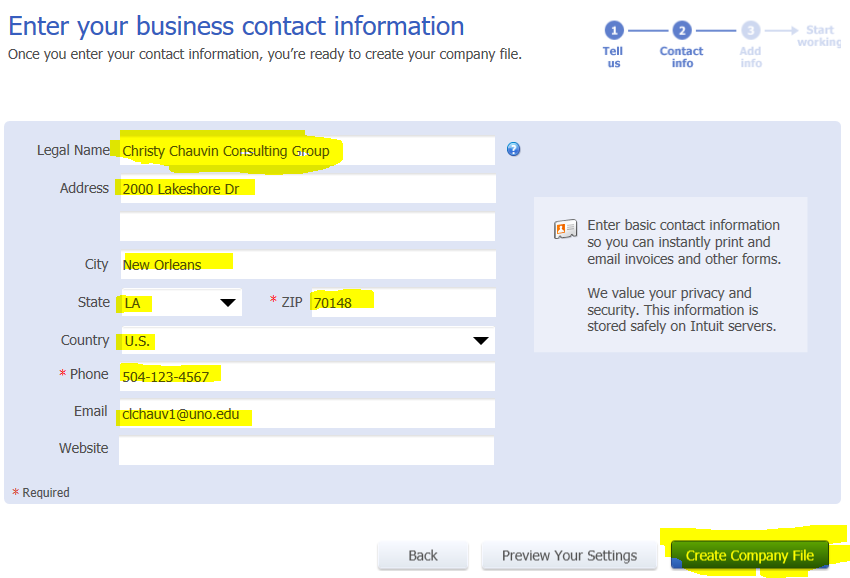 Enter your business contact information
Once you enter your contact information, you're ready to create your company file.
1 2 3 Start working
Tell us Contact info Add info
Legal Name Christy Chauvin Consulting Group ?
Address 2000 Lakeshore Dr
City New Orleans
State LA * ZIP 70148
Country U.S.
* Phone 504-123-4567
Email clchauv1@uno.edu
Website
* Required
Enter basic contact information
so you can instantly print and
email invoices and other forms.
We value your privacy and
security. This information is
stored safely on Intuit servers.
Back Preview Your Settings Create Company File